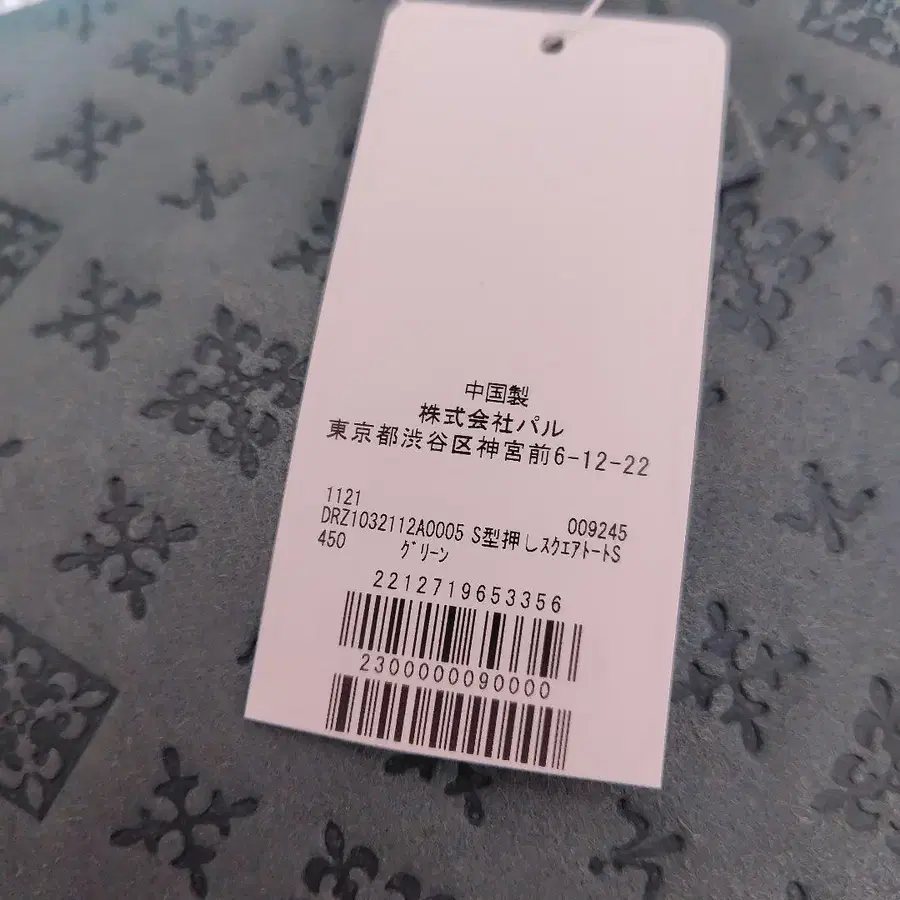 中国製
株式会社パル
東京都渋谷区神宮前6-12-22
1121 009245
DRZ1032112A0005 S型押しｽｸｴｱﾄｰﾄS
450 ｸﾞﾘｰﾝ
2212719653356
2300000090000